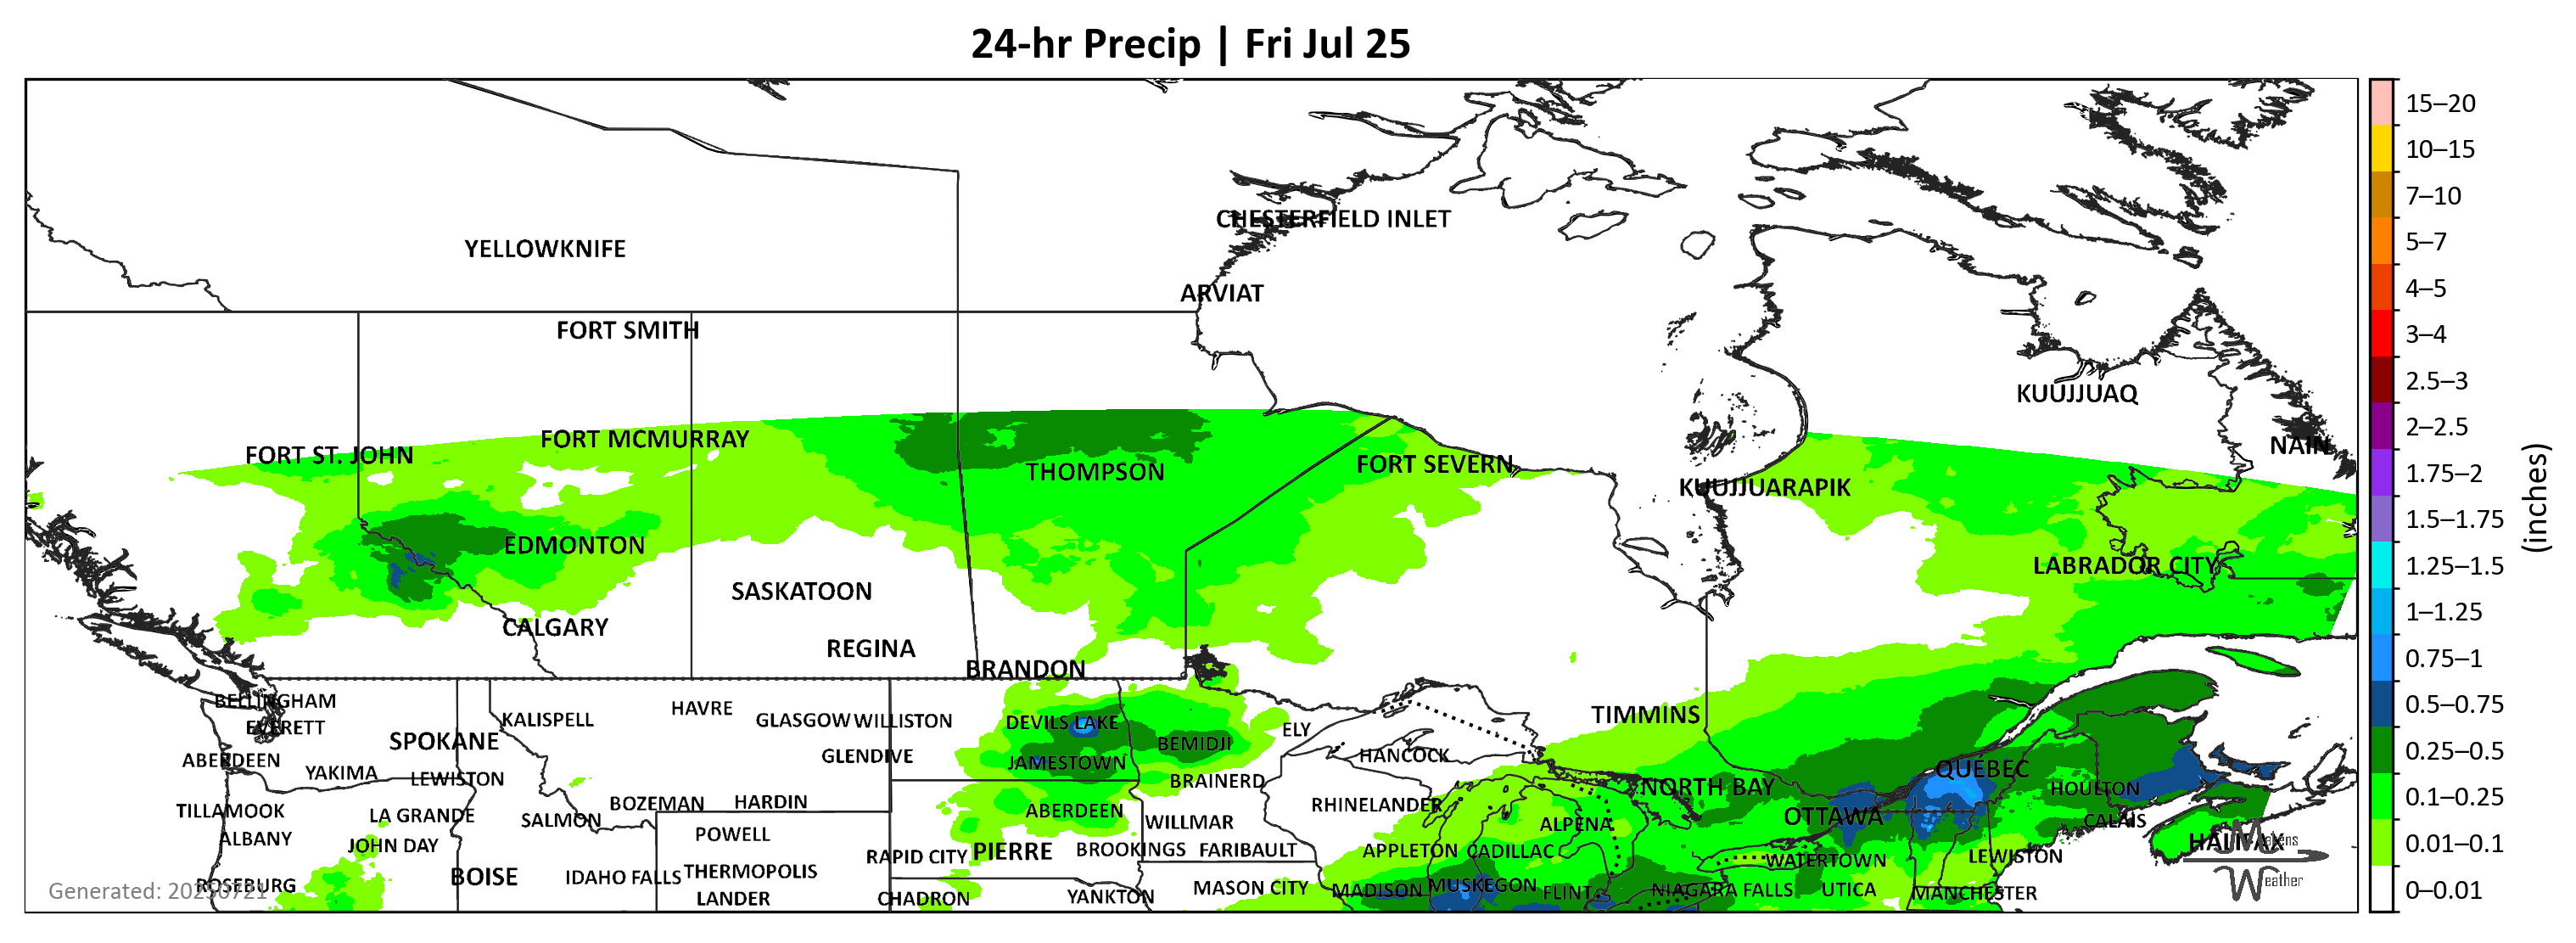 24-hr Precip | Fri Jul 25
CHESTERFIELD INLET
YELLOWKNIFE
ARVIAT
FORT SMITH
KUUJJUAQ
FORT MCMURRAY
NAIN
FORT ST. JOHN
THOMPSON
FORT SEVERN
KUUJJUARAPIK
EDMONTON
LABRADOR CITY
SASKATOON
CALGARY
REGINA
BRANDON
BELLINGHAM
HAVRE
KALISPELL
GLASGOW WILLISTON
DEVILS LAKE
TIMMINS
EVERETT
ELY
SPOKANE
BEMIDJI
ABERDEEN
GLENDIVE
JAMESTOWN
HANCOCK
QUÉBEC
YAKIMA
LEWISTON
BRAINERD
NORTH BAY
HOULTON
BOZEMAN
HARDIN
RHINELANDER
TILLAMOOK
LA GRANDE
SALMON
ABERDEEN
WILLMAR
ALPENA
OTTAWA
CALAIS
ALBANY
JOHN DAY
POWELL
HALIFAX
RAPID CITY
PIERRE
BROOKINGS
FARIBAULT
APPLETON
CADILLAC
WATERTOWN
LEWISTON
ROSEBURG
BOISE
IDAHO FALLS
THERMOPOLIS
MASON CITY
MADISON
MUSKEGON
FLINT
NIAGARA FALLS
UTICA
MANCHESTER
LANDER
CHADRON
YANKTON
Generated: 20250721
Mavens
Weather
15–20
10–15
7–10
5–7
4–5
3–4
2.5–3
2–2.5
1.75–2
1.5–1.75
1.25–1.5
1–1.25
0.75–1
0.5–0.75
0.25–0.5
0.1–0.25
0.01–0.1
0–0.01
(inches)